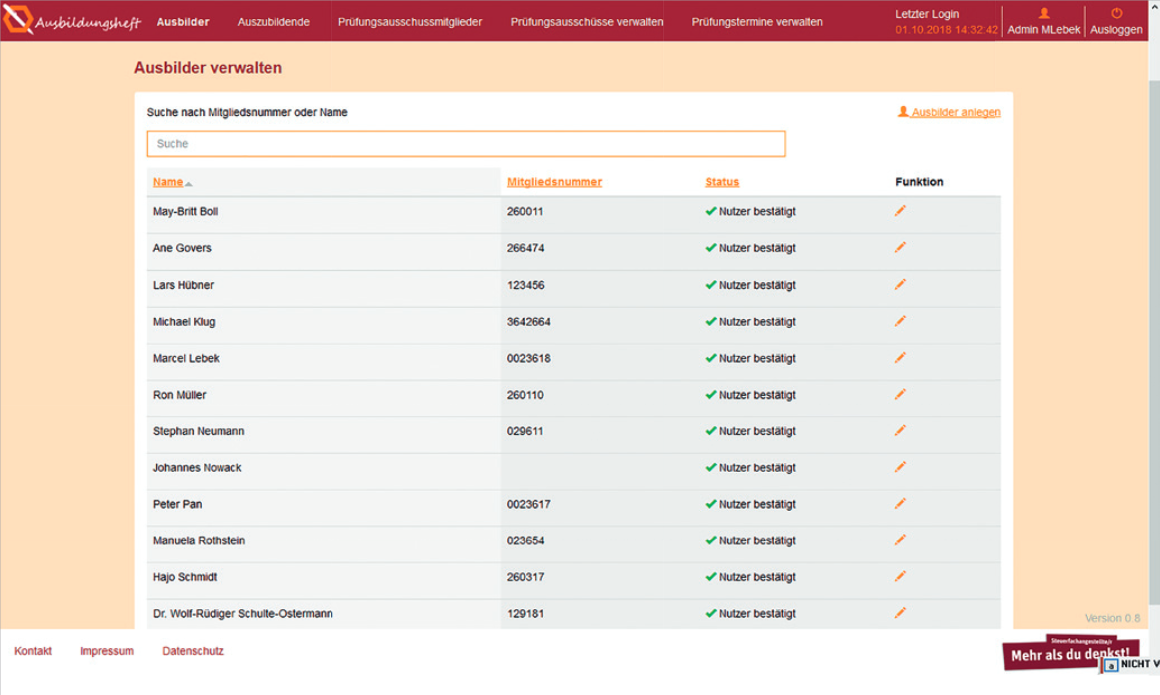 Ausbildungsheft Ausbilder Auszubildende Prüfungsausschussmitglieder Prüfungsausschüsse verwalten Prüfungstermine verwalten Letzter Login
01.10.2018 14:32:42 Admin MLebek Ausloggen
Ausbilder verwalten
Suche nach Mitgliedsnummer oder Name Ausbilder anlegen
Suche
Name Mitgliedsnummer Status Funktion
May-Britt Boll 260011 Nutzer bestätigt
Ane Govers 266474 Nutzer bestätigt
Lars Hübner 123456 Nutzer bestätigt
Michael Klug 3642664 Nutzer bestätigt
Marcel Lebek 0023618 Nutzer bestätigt
Ron Müller 260110 Nutzer bestätigt
Stephan Neumann 029611 Nutzer bestätigt
Johannes Nowack Nutzer bestätigt
Peter Pan 0023617 Nutzer bestätigt
Manuela Rothstein 023654 Nutzer bestätigt
Hajo Schmidt 260317 Nutzer bestätigt
Dr. Wolf-Rüdiger Schulte-Ostermann 129181 Nutzer bestätigt
Version 0.8
Kontakt Impressum Datenschutz
Steuerfachangestellte/r
Mehr als du denkst!
a NICHT V